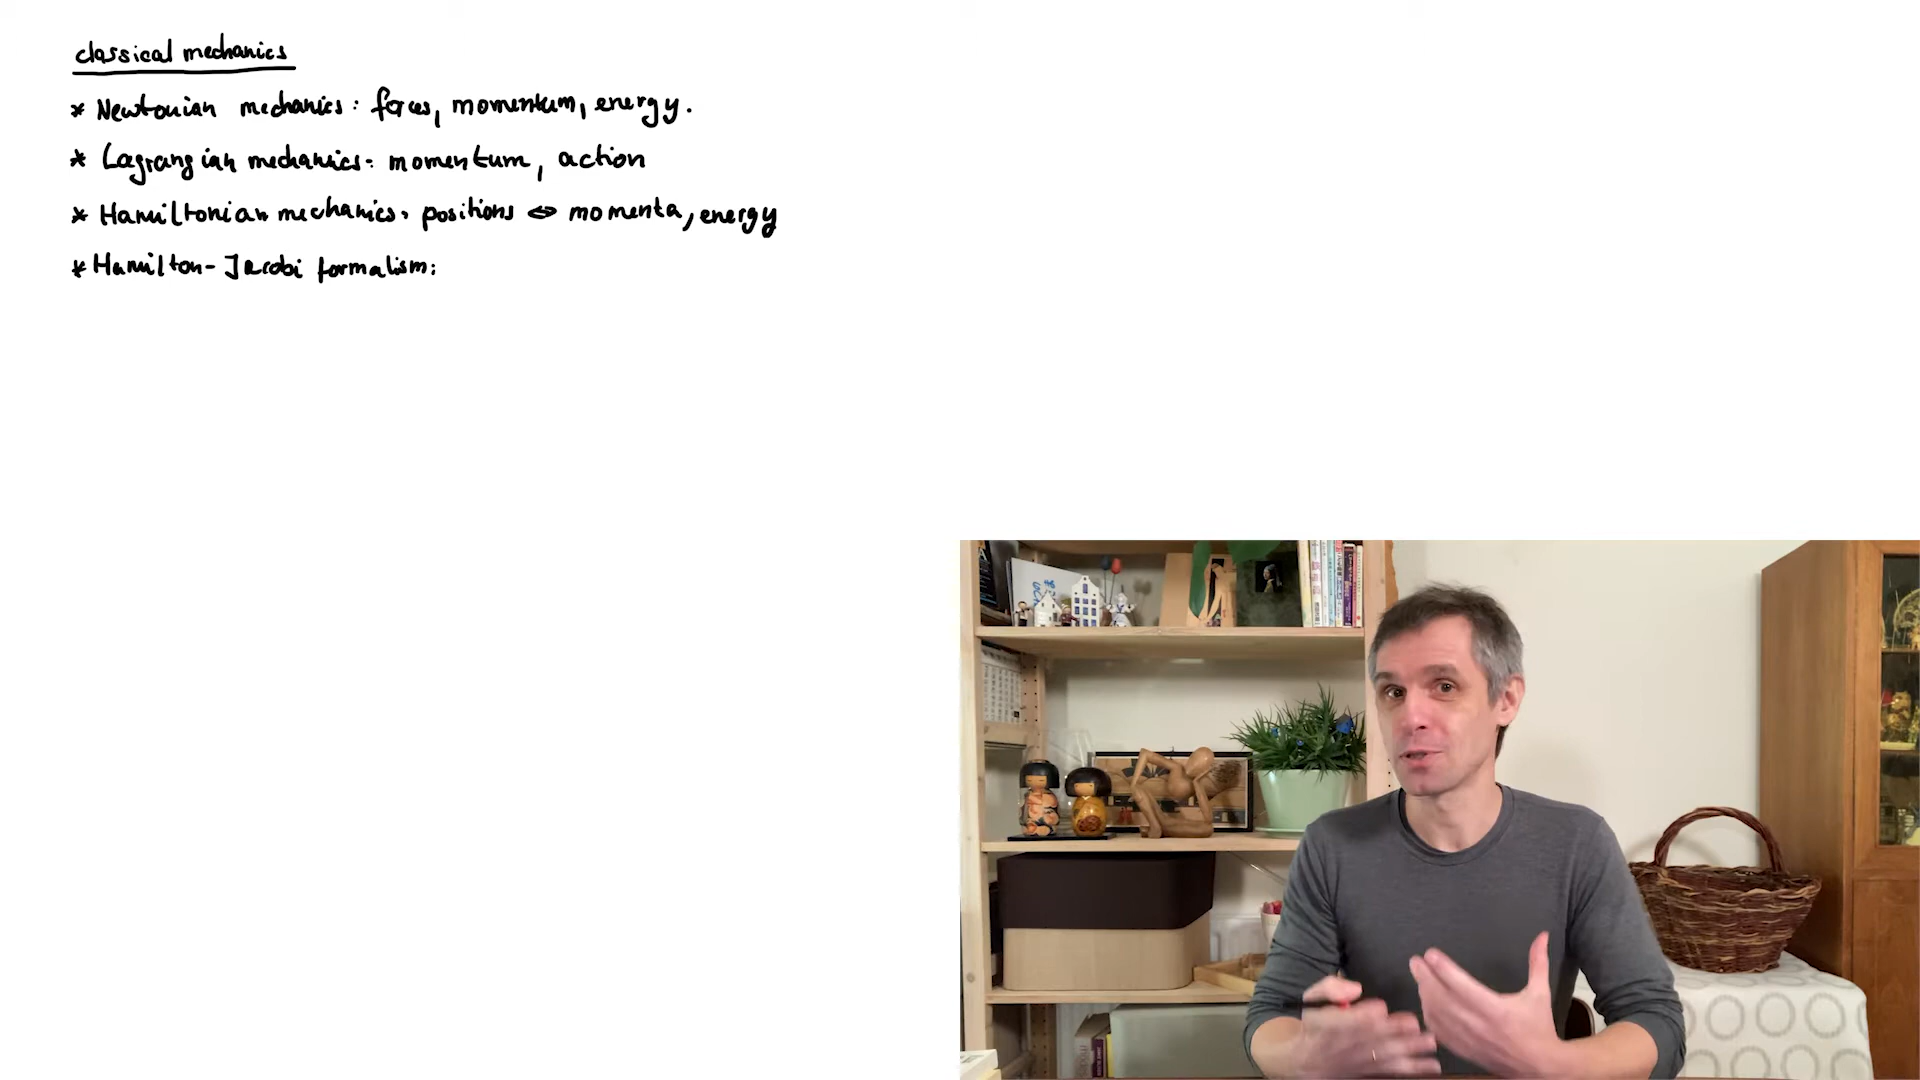 classical mechanics
* Newtonian mechanics: forces, momentum, energy.
* Lagrangian mechanics: momentum, action
* Hamiltonian mechanics: positions ⇔ momenta, energy
* Hamilton-Jacobi formalism: